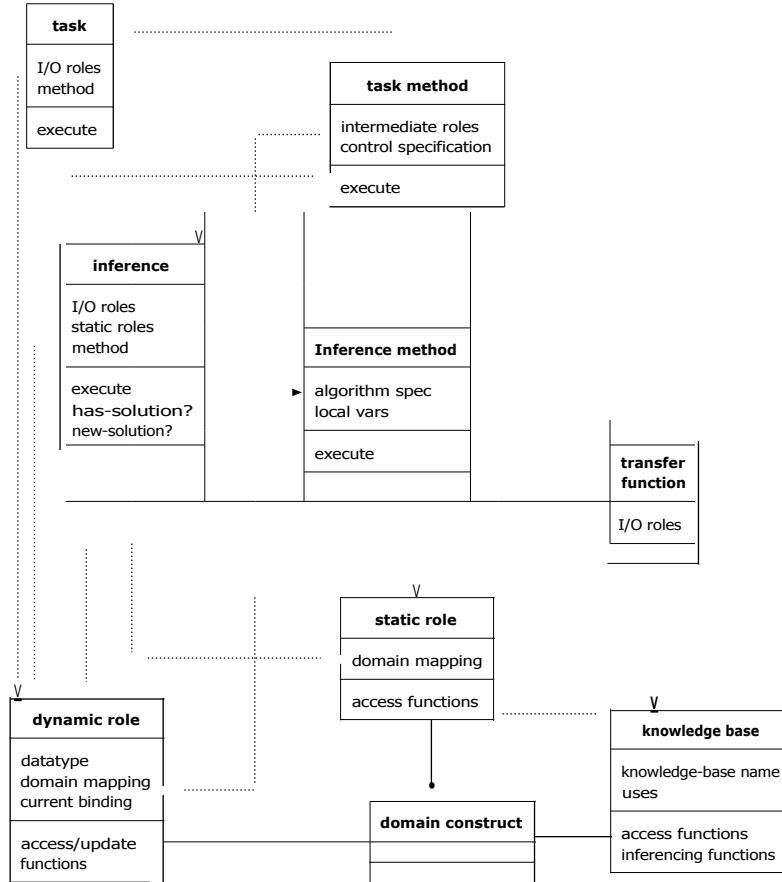 task
I/O roles
method
execute
task method
intermediate roles
control specification
execute
inference
I/O roles
static roles
method
execute
has-solution?
new-solution?
Inference method
algorithm spec
local vars
execute
transfer
function
I/O roles
static role
domain mapping
access functions
dynamic role
datatype
domain mapping
current binding
access/update
functions
domain construct
knowledge base
knowledge-base name
uses
access functions
inferencing functions